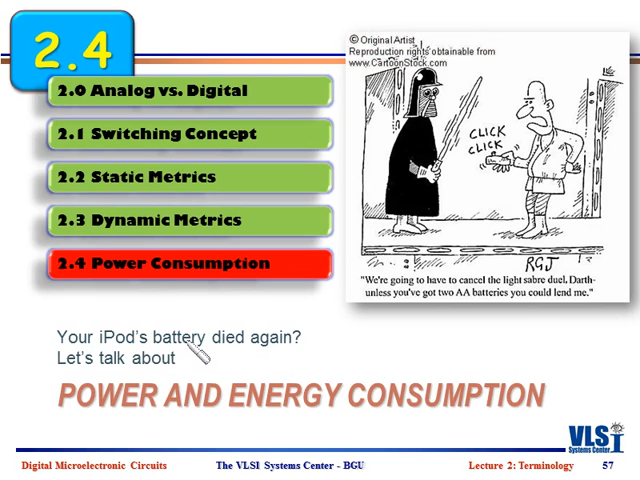 2.4
© Original Artist
Reproduction rights obtainable from
www.CartoonStock.com
2.0 Analog vs. Digital
2.1 Switching Concept
2.2 Static Metrics
2.3 Dynamic Metrics
2.4 Power Consumption
CLICK
CLICK
RGJ
"We're going to have to cancel the light sabre duel, Darth-
unless you've got two AA batteries you could lend me."
Your iPod's battery died again?
Let's talk about
POWER AND ENERGY CONSUMPTION
VLSI
Systems Center
Digital Microelectronic Circuits
The VLSI Systems Center - BGU
Lecture 2: Terminology
57